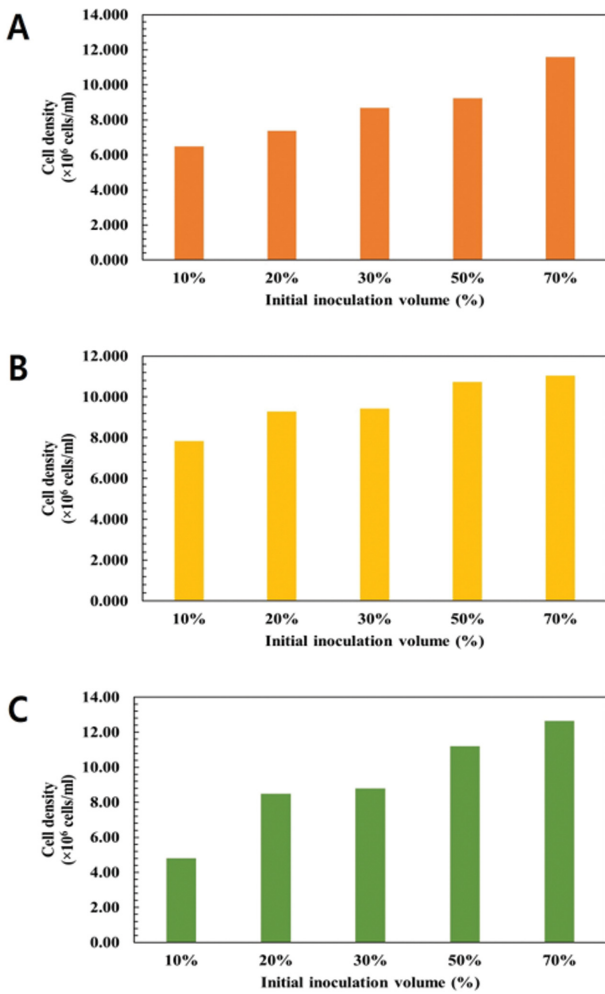 A
14.000
12.000
10.000
8.000
6.000
4.000
2.000
0.000
Cell density
(×10⁶ cells/ml)
10% 20% 30% 50% 70%
Initial inoculation volume (%)
B
12.000
10.000
8.000
6.000
4.000
2.000
0.000
Cell density
(×10⁶ cells/ml)
10% 20% 30% 50% 70%
Initial inoculation volume (%)
C
14.00
12.00
10.00
8.00
6.00
4.00
2.00
0.00
Cell density
(×10⁶ cells/ml)
10% 20% 30% 50% 70%
Initial inoculation volume (%)